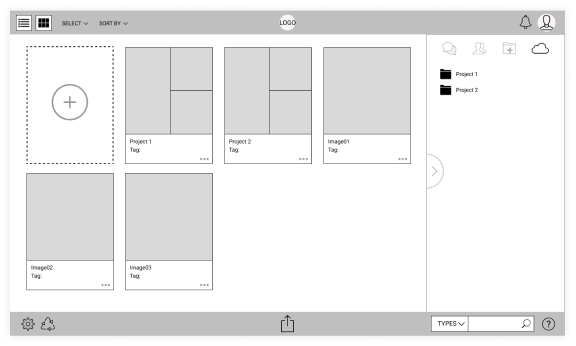 SELECT SORT BY LOGO
Project 1
Tag:
Project 2
Tag:
Image01
Tag:
Image02
Tag:
Image03
Tag:
Project 1
Project 2
TYPES
?